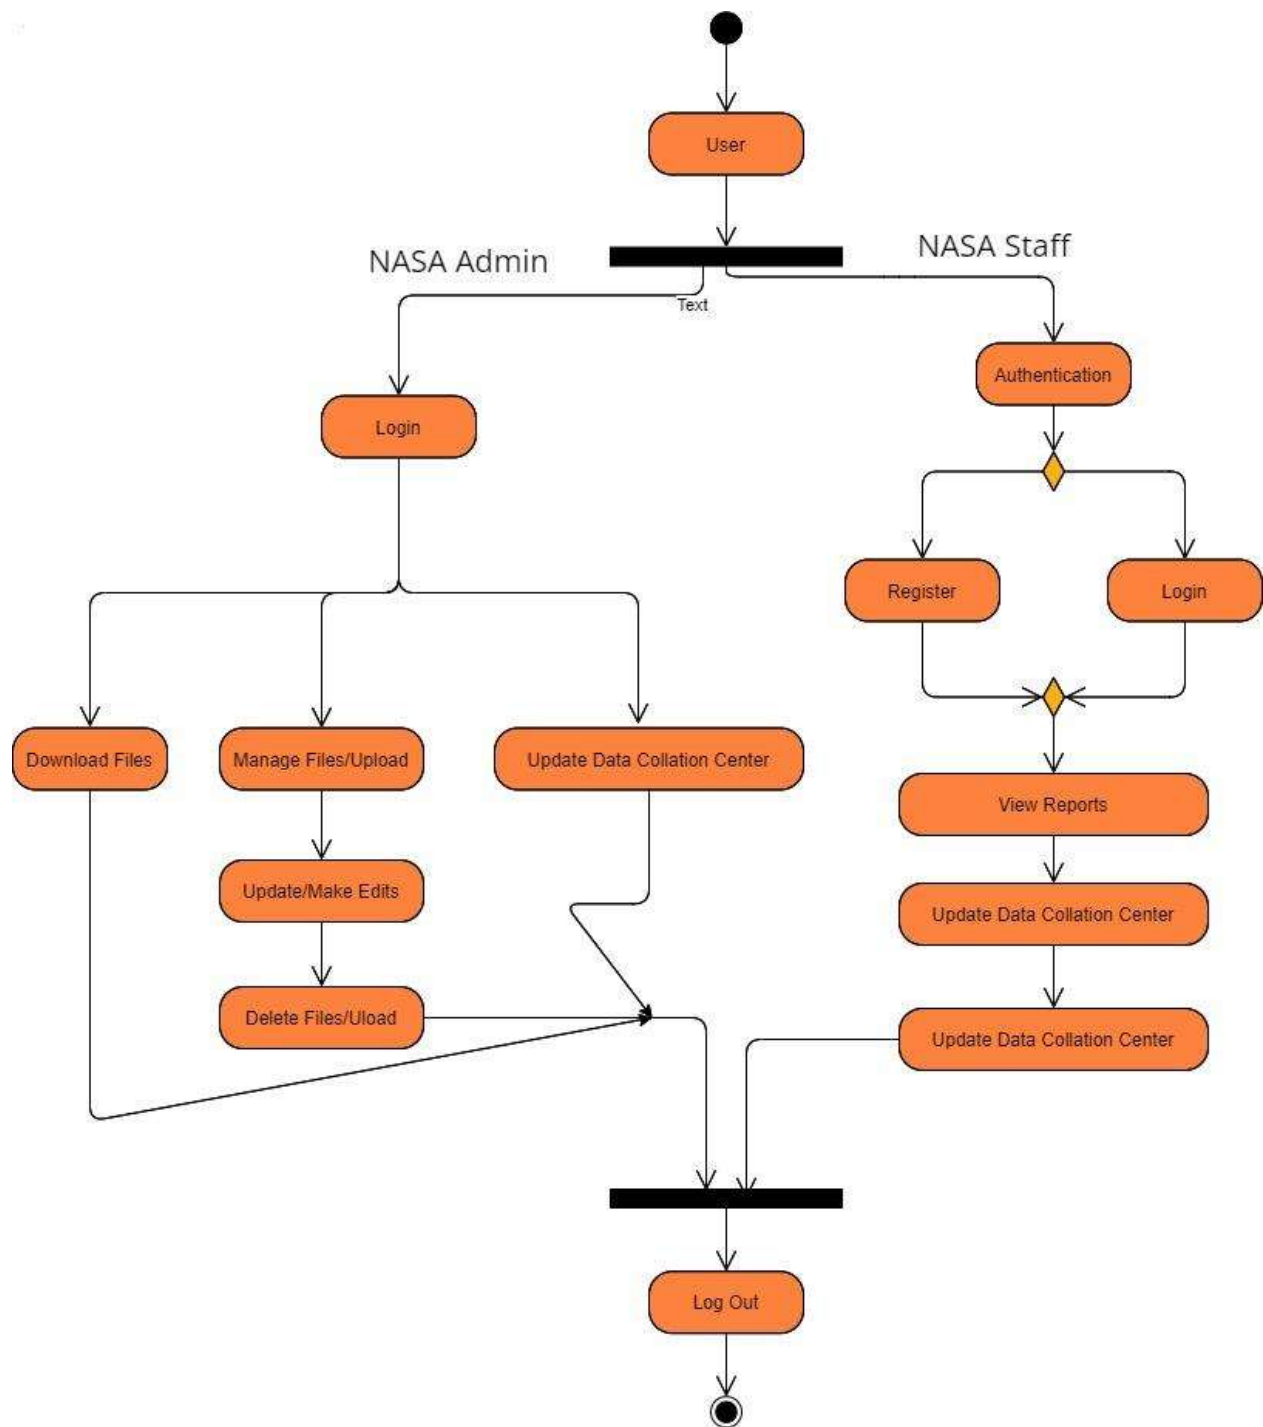 User
NASA Admin
NASA Staff
Text
Authentication
Login
Register
Login
Download Files
Manage Files/Upload
Update Data Collation Center
View Reports
Update/Make Edits
Update Data Collation Center
Delete Files/Uload
Update Data Collation Center
Log Out